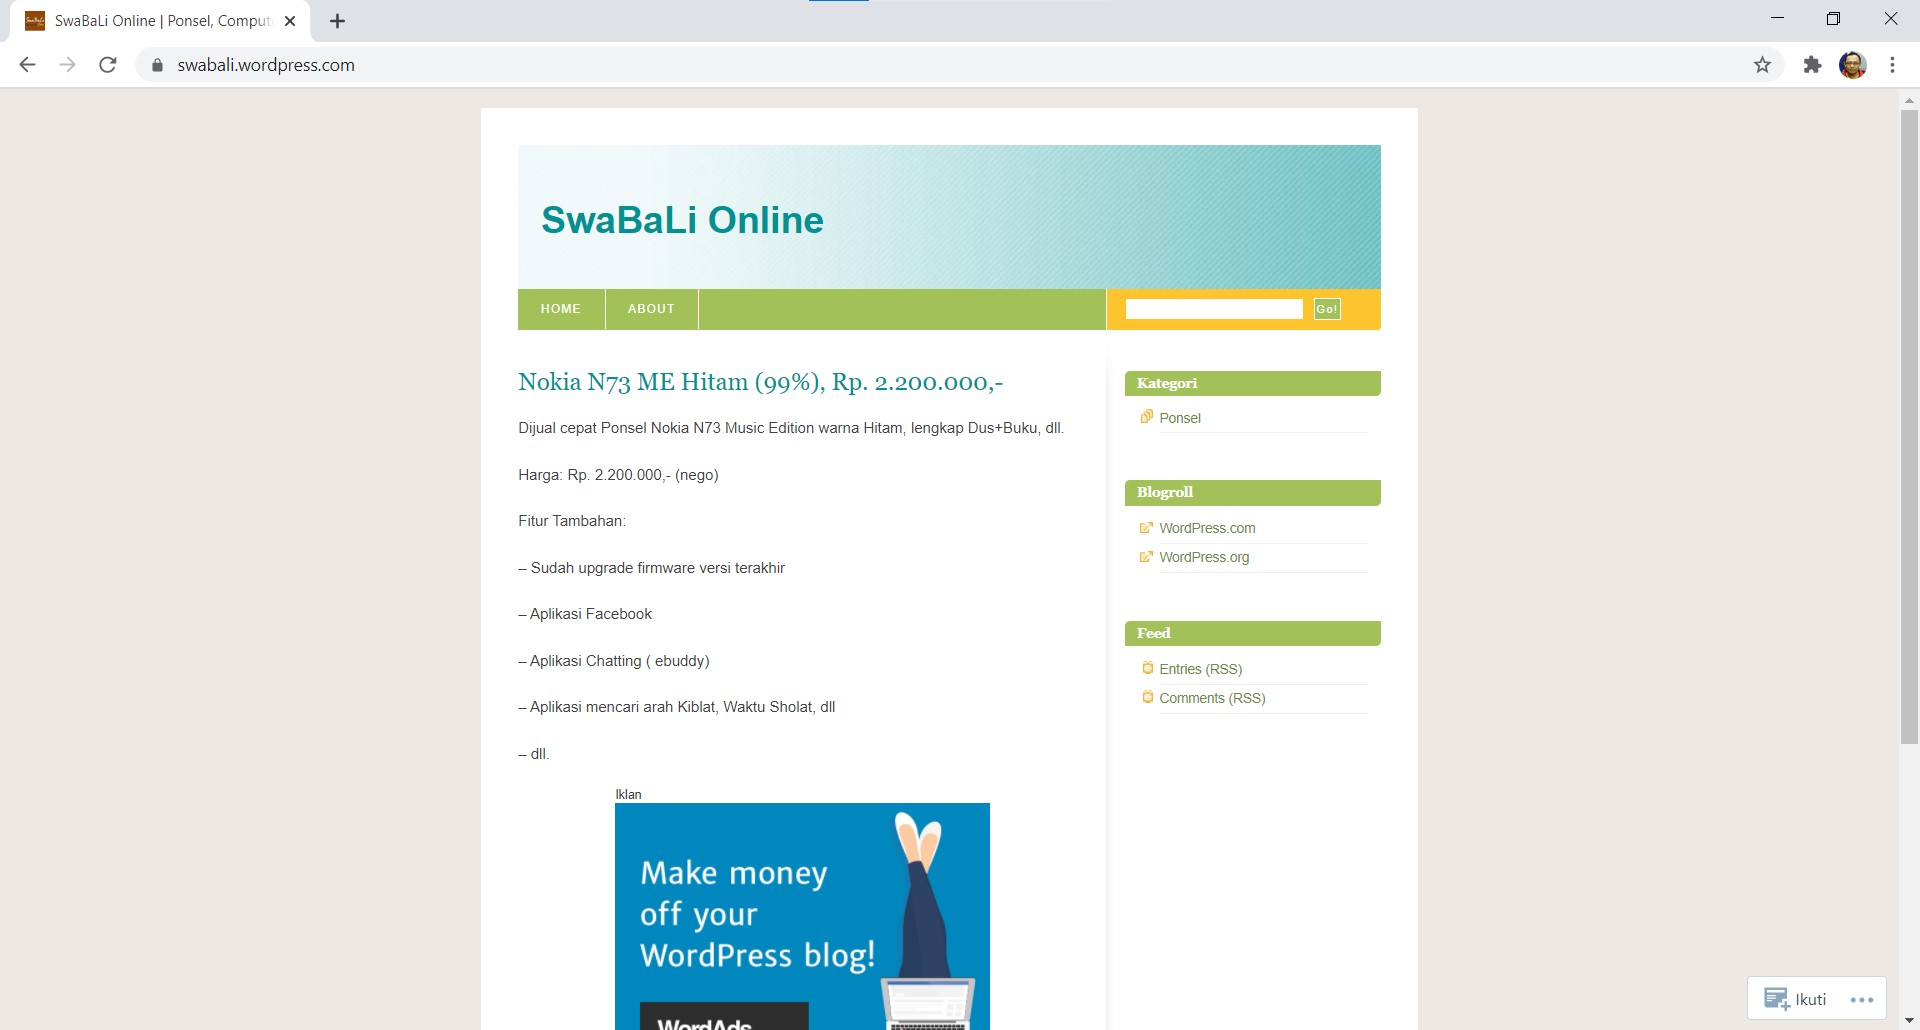 SwaBaLi Online | Ponsel, Comput
swabali.wordpress.com
SwaBaLi Online
HOME
ABOUT
Go!
Nokia N73 ME Hitam (99%), Rp. 2.200.000,-
Dijual cepat Ponsel Nokia N73 Music Edition warna Hitam, lengkap Dus+Buku, dll.
Harga: Rp. 2.200.000,- (nego)
Fitur Tambahan:
– Sudah upgrade firmware versi terakhir
– Aplikasi Facebook
– Aplikasi Chatting ( ebuddy)
– Aplikasi mencari arah Kiblat, Waktu Sholat, dll
– dll.
Iklan
Make money
off your
WordPress blog!
WordAds
Kategori
Ponsel
Blogroll
WordPress.com
WordPress.org
Feed
Entries (RSS)
Comments (RSS)
Ikuti